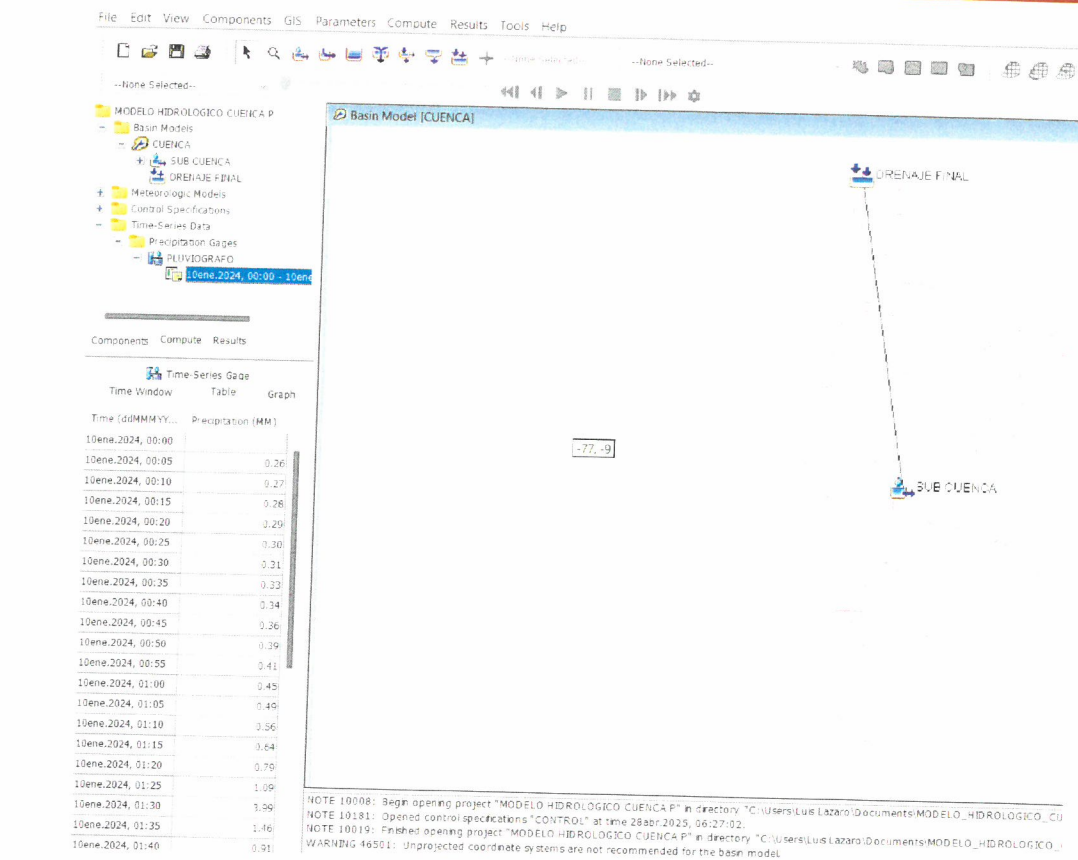 File Edit View Components GIS Parameters Compute Results Tools Help
--None Selected--
--None Selected--
MODELO HIDROLOGICO CUENCA P
Basin Models
CUENCA
SUB CUENCA
DRENAJE FINAL
Meteorologic Models
Control Specifications
Time-Series Data
Precipitation Gages
PLUVIOGRAFO
10ene.2024, 00:00 - 10ene
Components Compute Results
Time-Series Gage
Time Window Table Graph
Time (ddMMMYY... Precipitation (MM)
10ene.2024, 00:00
10ene.2024, 00:05 0.26
10ene.2024, 00:10 0.27
10ene.2024, 00:15 0.28
10ene.2024, 00:20 0.29
10ene.2024, 00:25 0.30
10ene.2024, 00:30 0.31
10ene.2024, 00:35 0.33
10ene.2024, 00:40 0.34
10ene.2024, 00:45 0.36
10ene.2024, 00:50 0.39
10ene.2024, 00:55 0.41
10ene.2024, 01:00 0.45
10ene.2024, 01:05 0.49
10ene.2024, 01:10 0.56
10ene.2024, 01:15 0.64
10ene.2024, 01:20 0.79
10ene.2024, 01:25 1.09
10ene.2024, 01:30 3.99
10ene.2024, 01:35 1.46
10ene.2024, 01:40 0.91
Basin Model [CUENCA]
DRENAJE FINAL
-77, -9
SUB CUENCA
NOTE 10008: Begin opening project "MODELO HIDROLOGICO CUENCA P" in directory "C:\Users\Luis Lazaro\Documents\MODELO_HIDROLOGICO_CU
NOTE 10181: Opened control specifications "CONTROL" at time 28abr.2025, 06:27:02.
NOTE 10019: Finished opening project "MODELO HIDROLOGICO CUENCA P" in directory "C:\Users\Luis Lazaro\Documents\MODELO_HIDROLOGICO_
WARNING 46501: Unprojected coordinate systems are not recommended for the basin model.